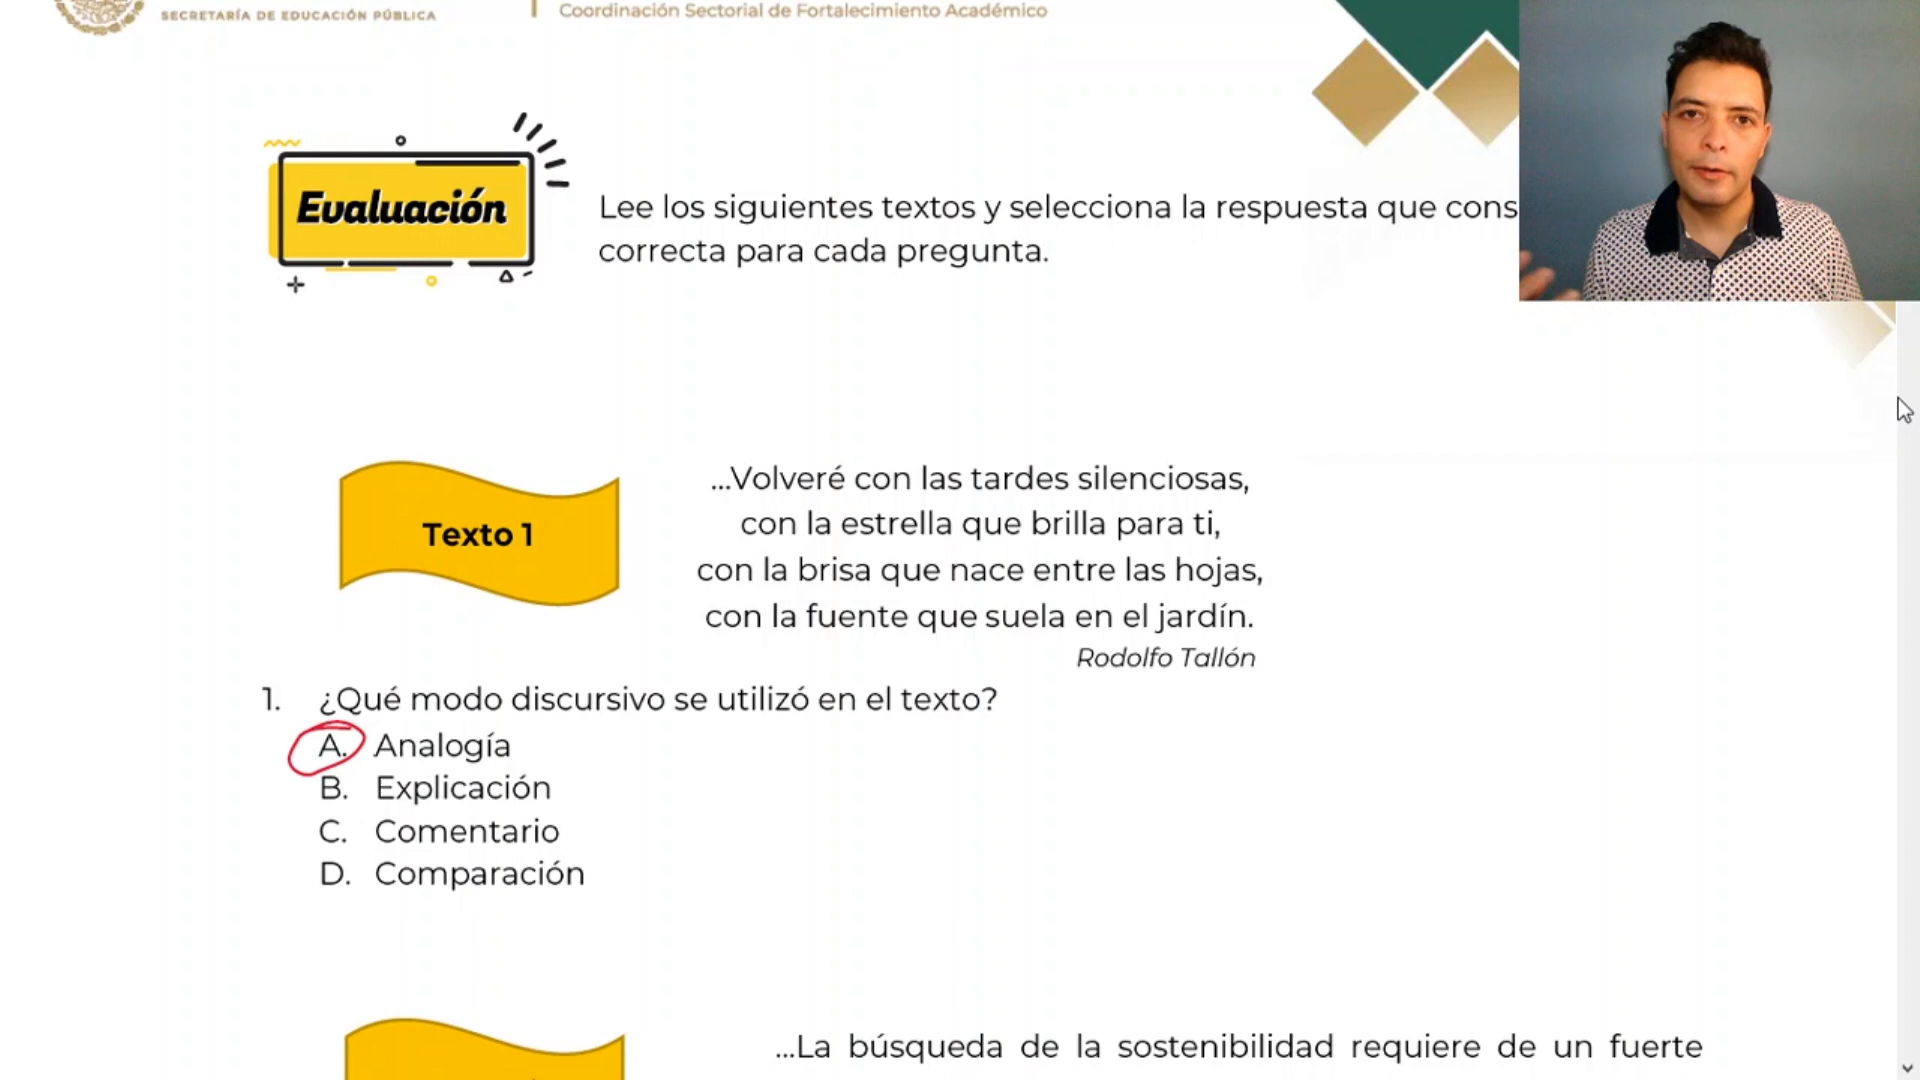 SECRETARÍA DE EDUCACIÓN PÚBLICA
Coordinación Sectorial de Fortalecimiento Académico
Evaluación
Lee los siguientes textos y selecciona la respuesta que cons
correcta para cada pregunta.
Texto 1
...Volveré con las tardes silenciosas,
con la estrella que brilla para ti,
con la brisa que nace entre las hojas,
con la fuente que suela en el jardín.
Rodolfo Tallón
1. ¿Qué modo discursivo se utilizó en el texto?
A. Analogía
B. Explicación
C. Comentario
D. Comparación
...La búsqueda de la sostenibilidad requiere de un fuerte